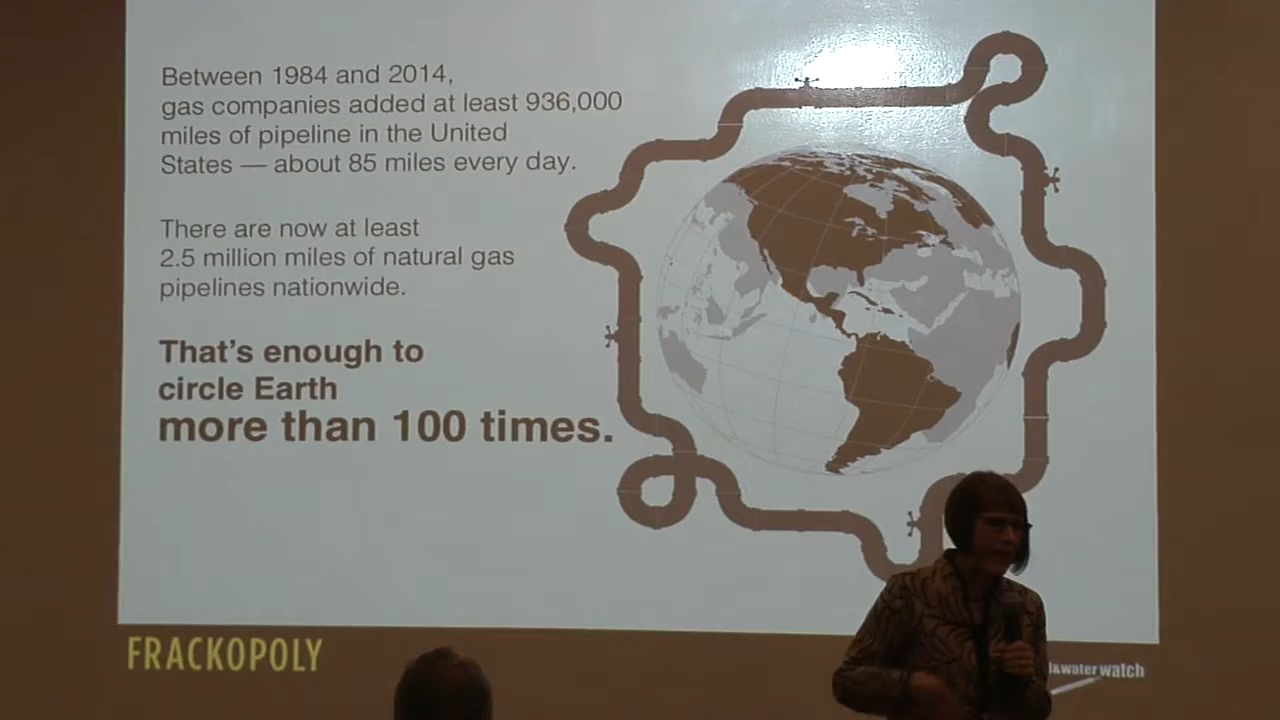 Between 1984 and 2014,
gas companies added at least 936,000
miles of pipeline in the United
States — about 85 miles every day.
There are now at least
2.5 million miles of natural gas
pipelines nationwide.
That's enough to
circle Earth
more than 100 times.
FRACKOPOLY
&water watch